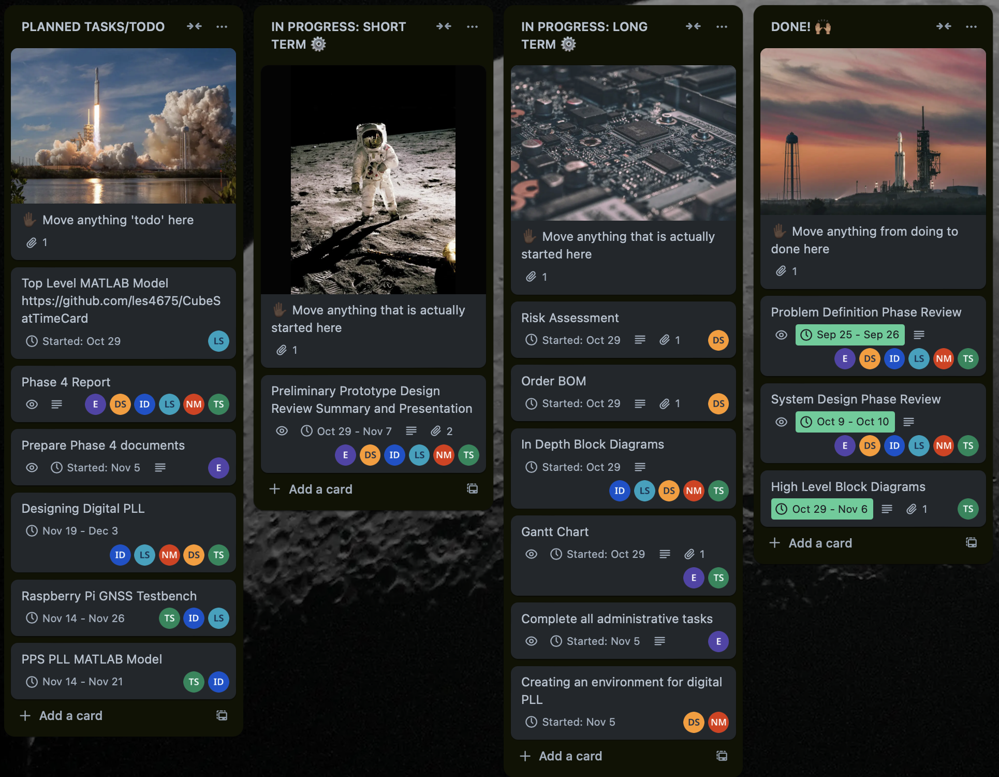 PLANNED TASKS/TODO
Move anything 'todo' here
1
Top Level MATLAB Model
https://github.com/les4675/CubeS
atTimeCard
Started: Oct 29
LS
Phase 4 Report
E DS ID LS NM TS
Prepare Phase 4 documents
Started: Nov 5
E
Designing Digital PLL
Nov 19 - Dec 3
ID LS NM DS TS
Raspberry Pi GNSS Testbench
Nov 14 - Nov 26
TS ID LS
PPS PLL MATLAB Model
Nov 14 - Nov 21
TS ID
Add a card
IN PROGRESS: SHORT
TERM
Move anything that is actually
started here
1
Preliminary Prototype Design
Review Summary and Presentation
Oct 29 - Nov 7
2
E DS ID LS NM TS
Add a card
IN PROGRESS: LONG
TERM
Move anything that is actually
started here
1
Risk Assessment
Started: Oct 29
1
DS
Order BOM
Started: Oct 29
1
DS
In Depth Block Diagrams
Started: Oct 29
ID LS DS NM TS
Gantt Chart
Started: Oct 29
1
E TS
Complete all administrative tasks
Started: Nov 5
E
Creating an environment for digital
PLL
Started: Nov 5
DS NM
Add a card
DONE!
Move anything from doing to
done here
1
Problem Definition Phase Review
Sep 25 - Sep 26
E DS ID LS NM TS
System Design Phase Review
Oct 9 - Oct 10
E DS ID LS NM TS
High Level Block Diagrams
Oct 29 - Nov 6
1
TS
Add a card